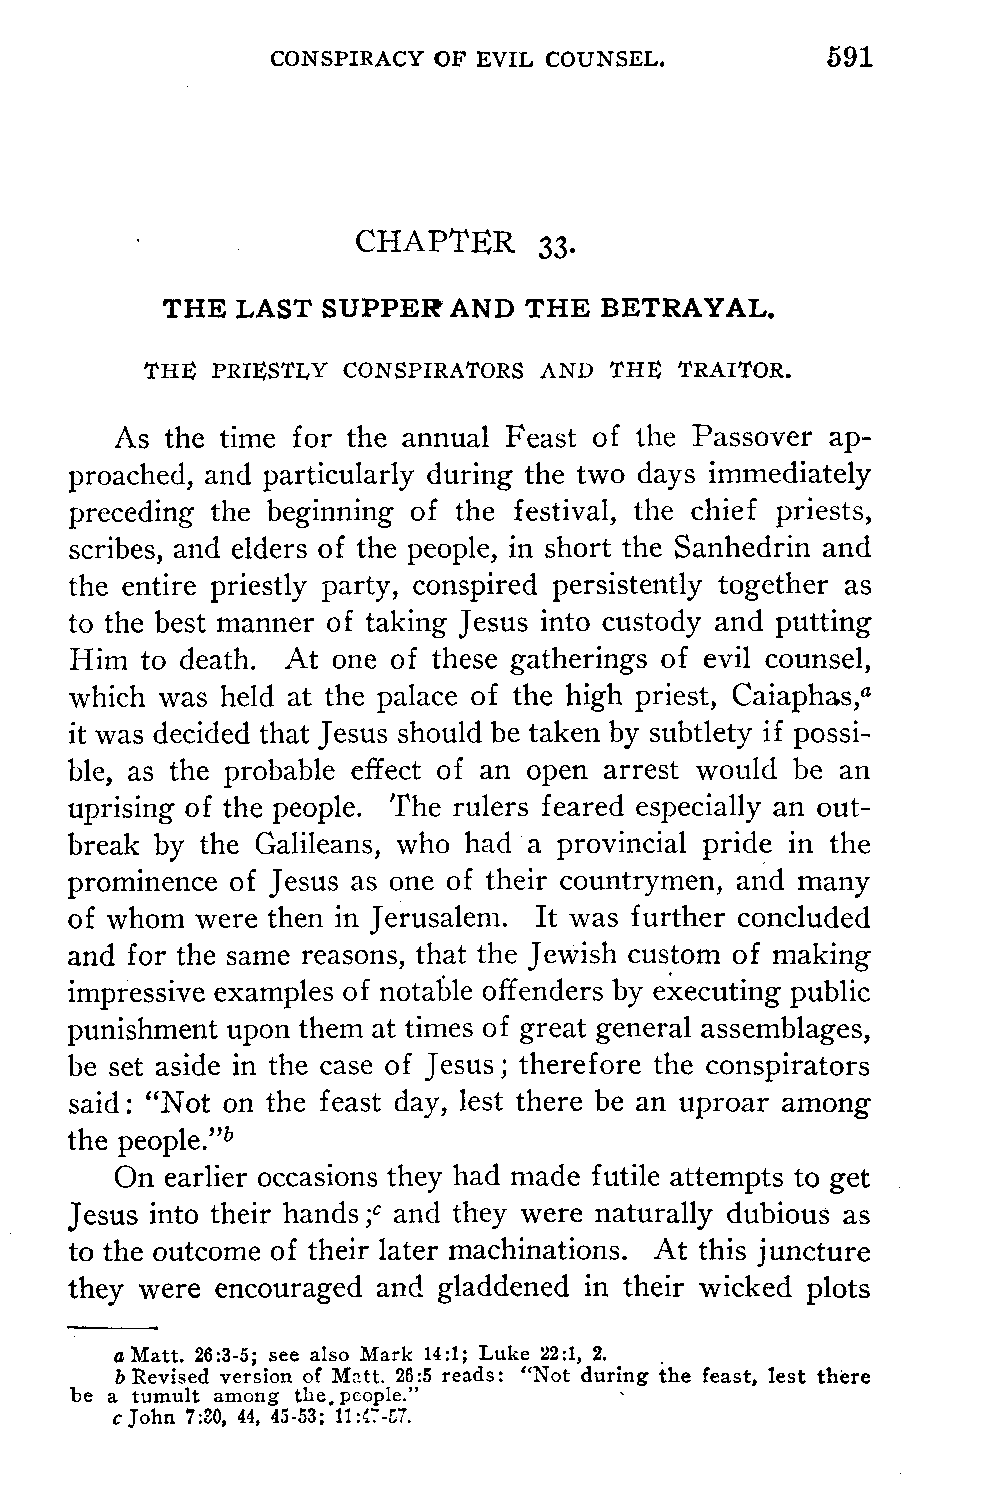 CONSPIRACY OF EVIL COUNSEL. 591
CHAPTER 33.
THE LAST SUPPER AND THE BETRAYAL.
THE PRIESTLY CONSPIRATORS AND THE TRAITOR.
As the time for the annual Feast of the Passover ap-
proached, and particularly during the two days immediately
preceding the beginning of the festival, the chief priests,
scribes, and elders of the people, in short the Sanhedrin and
the entire priestly party, conspired persistently together as
to the best manner of taking Jesus into custody and putting
Him to death. At one of these gatherings of evil counsel,
which was held at the palace of the high priest, Caiaphas,a
it was decided that Jesus should be taken by subtlety if possi-
ble, as the probable effect of an open arrest would be an
uprising of the people. The rulers feared especially an out-
break by the Galileans, who had a provincial pride in the
prominence of Jesus as one of their countrymen, and many
of whom were then in Jerusalem. It was further concluded
and for the same reasons, that the Jewish custom of making
impressive examples of notable offenders by executing public
punishment upon them at times of great general assemblages,
be set aside in the case of Jesus; therefore the conspirators
said: “Not on the feast day, lest there be an uproar among
the people.”b
On earlier occasions they had made futile attempts to get
Jesus into their hands;c and they were naturally dubious as
to the outcome of their later machinations. At this juncture
they were encouraged and gladdened in their wicked plots
a Matt. 26:3-5; see also Mark 14:1; Luke 22:1, 2.
b Revised version of Matt. 26:5 reads: “Not during the feast, lest there
be a tumult among the people.”
c John 7:30, 44, 45-53; 11:47-57.